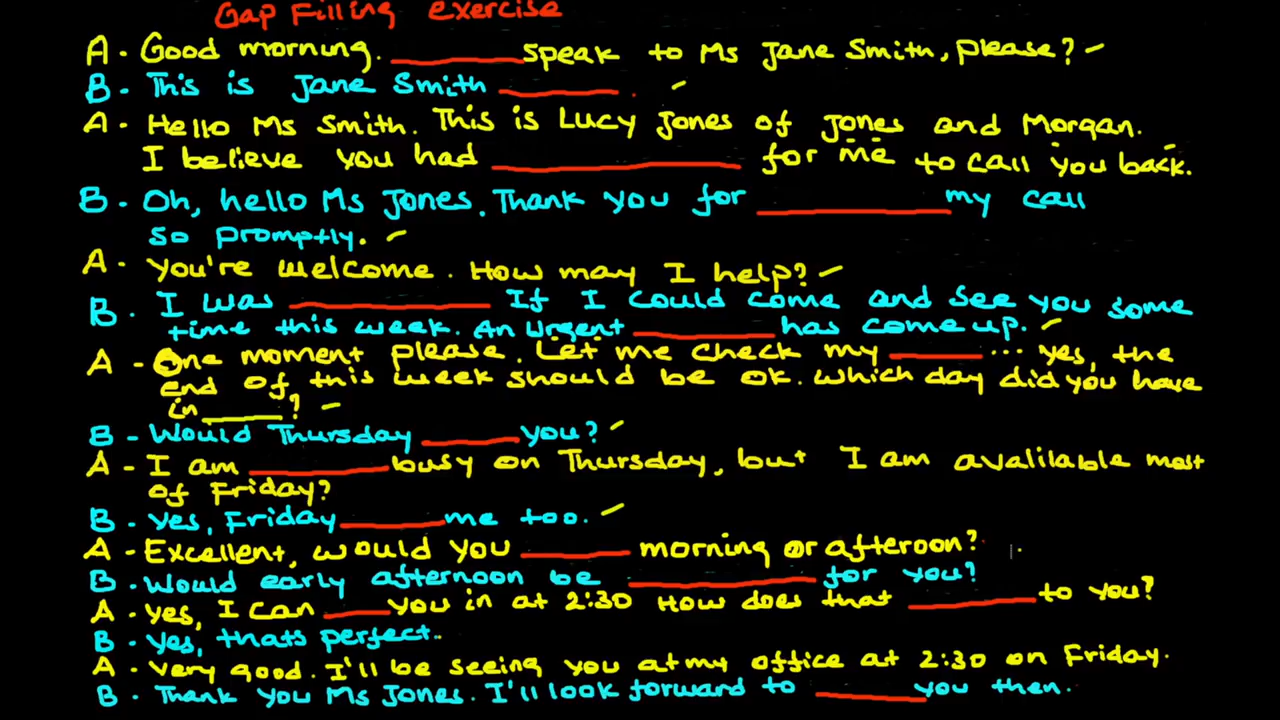 Gap Filling exercise
A - Good morning. ______ speak to Ms Jane Smith, please?
B - This is Jane Smith ______ .
A - Hello Ms Smith. This is Lucy Jones of Jones and Morgan.
I believe you had ______ for me to call you back.
B - Oh, hello Ms Jones. Thank you for ______ my call
so promptly.
A - You're welcome. How may I help?
B - I was ______ If I could come and see you some
time this week. An urgent ______ has come up.
A - One moment please. Let me check my ______ ... yes, the
end of this week should be ok. Which day did you have
in ______ ?
B - Would Thursday ______ you?
A - I am ______ busy on Thursday, but I am avalilable most
of Friday?
B - Yes, Friday ______ me too.
A - Excellent, would you ______ morning or afteroon?
B - Would early afternoon be ______ for you?
A - Yes, I can ______ you in at 2:30 How does that ______ to you?
B - Yes, thats perfect.
A - Very good. I'll be seeing you at my office at 2:30 on Friday.
B - Thank you Ms Jones. I'll look forward to ______ you then.